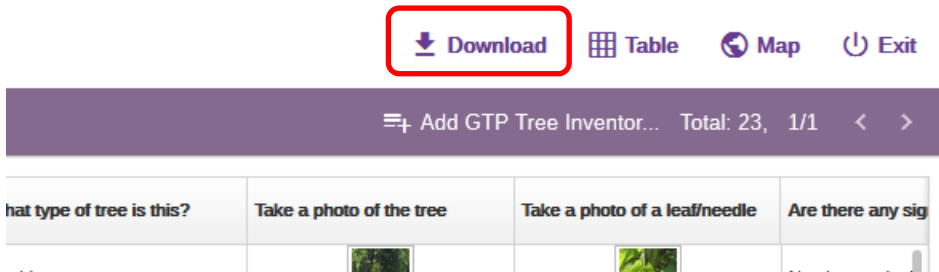 Download Table Map Exit
Add GTP Tree Inventor... Total: 23, 1/1
hat type of tree is this? Take a photo of the tree Take a photo of a leaf/needle Are there any sig